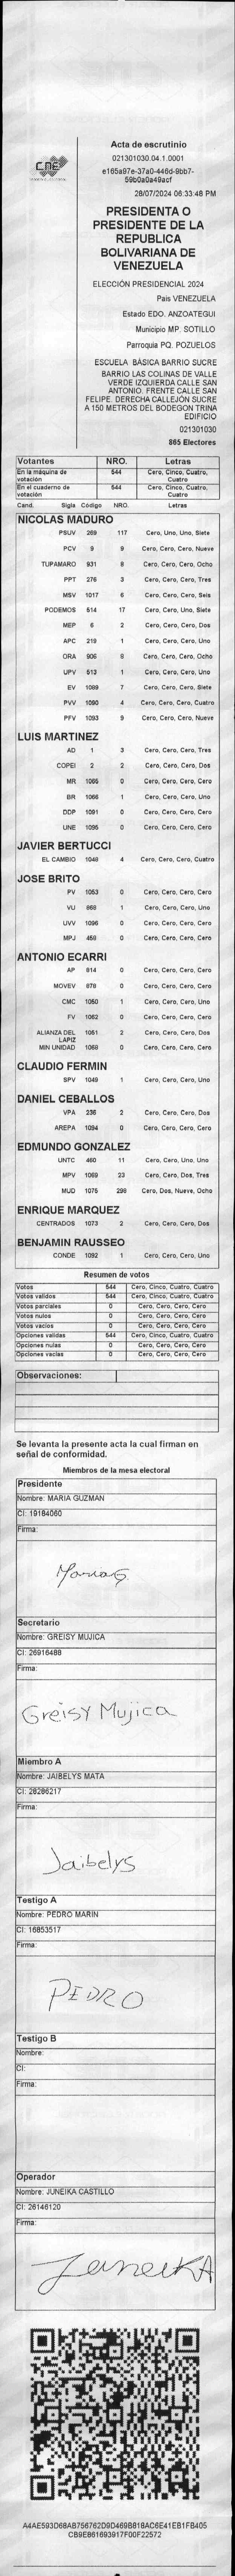 CNE
Acta de escrutinio
021301030.04.1.0001
e165a97e-37a0-446d-9bb7-
59b0a0a49acf
28/07/2024 06:33:48 PM
PRESIDENTA O
PRESIDENTE DE LA
REPUBLICA
BOLIVARIANA DE
VENEZUELA
ELECCIÓN PRESIDENCIAL 2024
Pais VENEZUELA
Estado EDO. ANZOATEGUI
Municipio MP. SOTILLO
Parroquia PQ. POZUELOS
ESCUELA BÁSICA BARRIO SUCRE
BARRIO LAS COLINAS DE VALLE
VERDE IZQUIERDA CALLE SAN
ANTONIO. FRENTE CALLE SAN
FELIPE. DERECHA CALLEJÓN SUCRE
A 150 METROS DEL BODEGON TRINA
EDIFICIO
021301030
865 Electores
Votantes NRO. Letras
En la máquina de votación 544 Cero, Cinco, Cuatro, Cuatro
En el cuaderno de votación 544 Cero, Cinco, Cuatro, Cuatro
Cand. Sigla Código NRO. Letras
NICOLAS MADURO
PSUV 269 117 Cero, Uno, Uno, Siete
PCV 9 9 Cero, Cero, Cero, Nueve
TUPAMARO 931 8 Cero, Cero, Cero, Ocho
PPT 276 3 Cero, Cero, Cero, Tres
MSV 1017 6 Cero, Cero, Cero, Seis
PODEMOS 514 17 Cero, Cero, Uno, Siete
MEP 6 2 Cero, Cero, Cero, Dos
APC 219 1 Cero, Cero, Cero, Uno
ORA 906 8 Cero, Cero, Cero, Ocho
UPV 513 1 Cero, Cero, Cero, Uno
EV 1089 7 Cero, Cero, Cero, Siete
PVV 1090 4 Cero, Cero, Cero, Cuatro
PFV 1093 9 Cero, Cero, Cero, Nueve
LUIS MARTINEZ
AD 1 3 Cero, Cero, Cero, Tres
COPEI 2 2 Cero, Cero, Cero, Dos
MR 1065 0 Cero, Cero, Cero, Cero
BR 1066 1 Cero, Cero, Cero, Uno
DDP 1091 0 Cero, Cero, Cero, Cero
UNE 1095 0 Cero, Cero, Cero, Cero
JAVIER BERTUCCI
EL CAMBIO 1048 4 Cero, Cero, Cero, Cuatro
JOSE BRITO
PV 1053 0 Cero, Cero, Cero, Cero
VU 868 1 Cero, Cero, Cero, Uno
UVV 1096 0 Cero, Cero, Cero, Cero
MPJ 459 0 Cero, Cero, Cero, Cero
ANTONIO ECARRI
AP 814 0 Cero, Cero, Cero, Cero
MOVEV 878 0 Cero, Cero, Cero, Cero
CMC 1050 1 Cero, Cero, Cero, Uno
FV 1062 0 Cero, Cero, Cero, Cero
ALIANZA DEL LAPIZ 1051 2 Cero, Cero, Cero, Dos
MIN UNIDAD 1069 0 Cero, Cero, Cero, Cero
CLAUDIO FERMIN
SPV 1049 1 Cero, Cero, Cero, Uno
DANIEL CEBALLOS
VPA 236 2 Cero, Cero, Cero, Dos
AREPA 1094 0 Cero, Cero, Cero, Cero
EDMUNDO GONZALEZ
UNTC 460 11 Cero, Cero, Uno, Uno
MPV 1069 23 Cero, Cero, Dos, Tres
MUD 1075 298 Cero, Dos, Nueve, Ocho
ENRIQUE MARQUEZ
CENTRADOS 1073 2 Cero, Cero, Cero, Dos
BENJAMIN RAUSSEO
CONDE 1092 1 Cero, Cero, Cero, Uno
Resumen de votos
Votos 544 Cero, Cinco, Cuatro, Cuatro
Votos validos 544 Cero, Cinco, Cuatro, Cuatro
Votos parciales 0 Cero, Cero, Cero, Cero
Votos nulos 0 Cero, Cero, Cero, Cero
Votos vacios 0 Cero, Cero, Cero, Cero
Opciones validas 544 Cero, Cinco, Cuatro, Cuatro
Opciones nulas 0 Cero, Cero, Cero, Cero
Opciones vacias 0 Cero, Cero, Cero, Cero
Observaciones:
Se levanta la presente acta la cual firman en
señal de conformidad.
Miembros de la mesa electoral
Presidente
Nombre: MARIA GUZMAN
CI: 19184060
Firma:
Maria G
Secretario
Nombre: GREISY MUJICA
CI: 26916488
Firma:
Greisy Mujica
Miembro A
Nombre: JAIBELYS MATA
CI: 28286217
Firma:
Jaibelys
Testigo A
Nombre: PEDRO MARIN
CI: 16853517
Firma:
PEDRO
Testigo B
Nombre:
CI:
Firma:
Operador
Nombre: JUNEIKA CASTILLO
CI: 26146120
Firma:
JuneikA
A4AE593D68AB756762D9D469B818AC6E41EB1FB405
CB9E861693917F00F22572